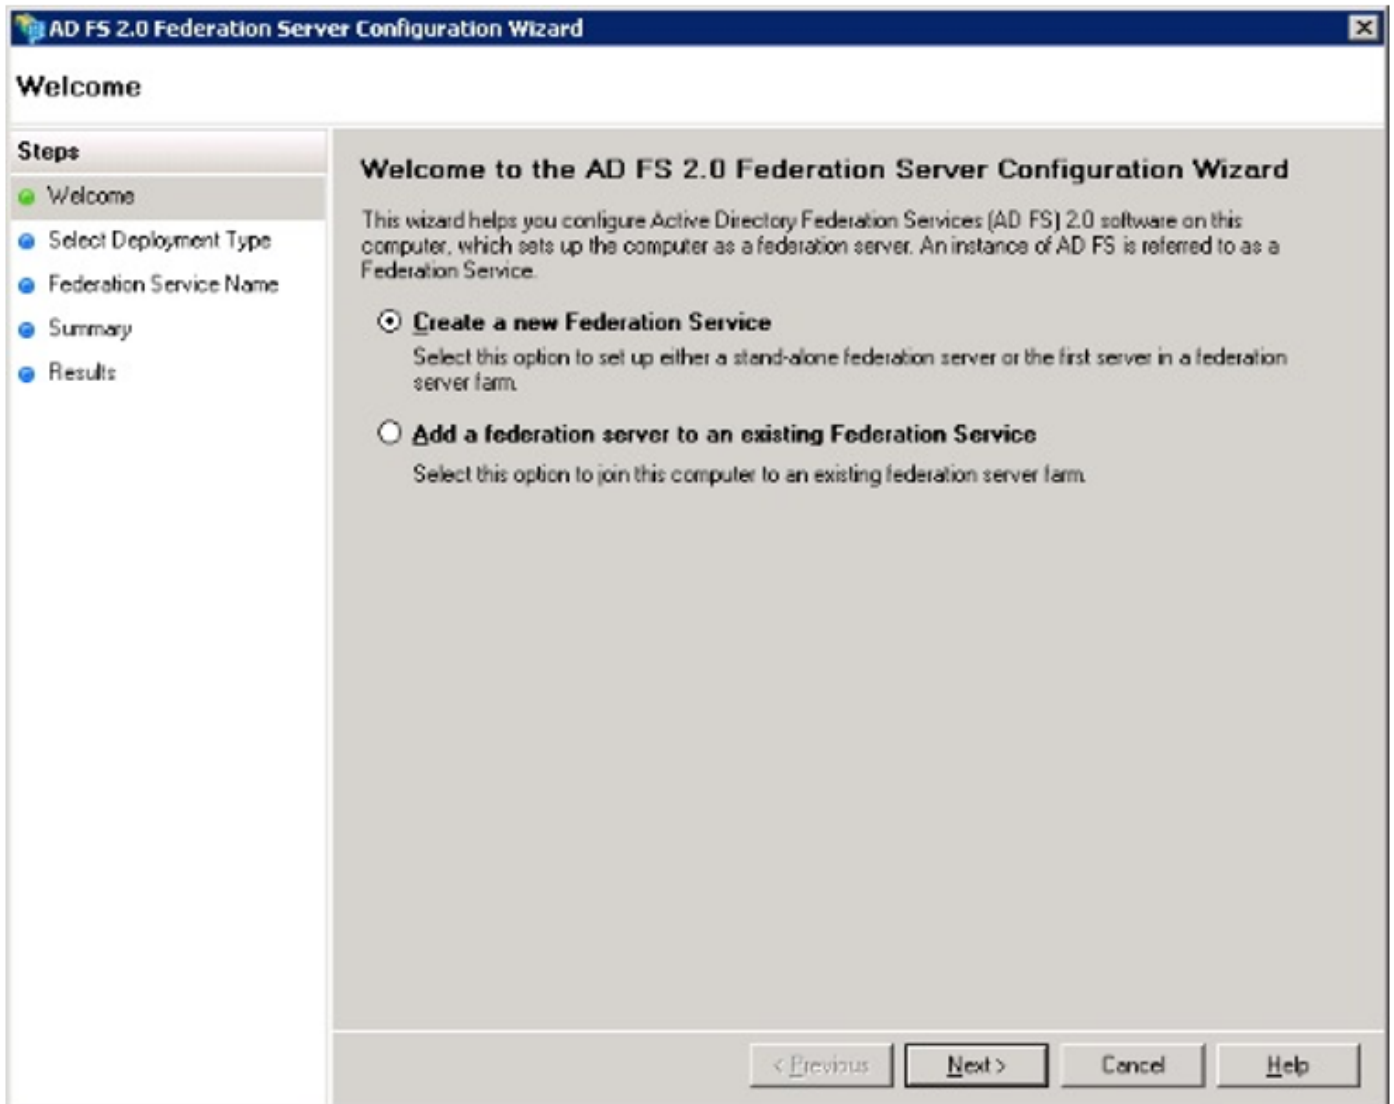 AD FS 2.0 Federation Server Configuration Wizard
Welcome
Steps
Welcome
Select Deployment Type
Federation Service Name
Summary
Results
Welcome to the AD FS 2.0 Federation Server Configuration Wizard
This wizard helps you configure Active Directory Federation Services (AD FS) 2.0 software on this
computer, which sets up the computer as a federation server. An instance of AD FS is referred to as a
Federation Service.
Create a new Federation Service
Select this option to set up either a stand-alone federation server or the first server in a federation
server farm.
Add a federation server to an existing Federation Service
Select this option to join this computer to an existing federation server farm.
< Previous
Next >
Cancel
Help